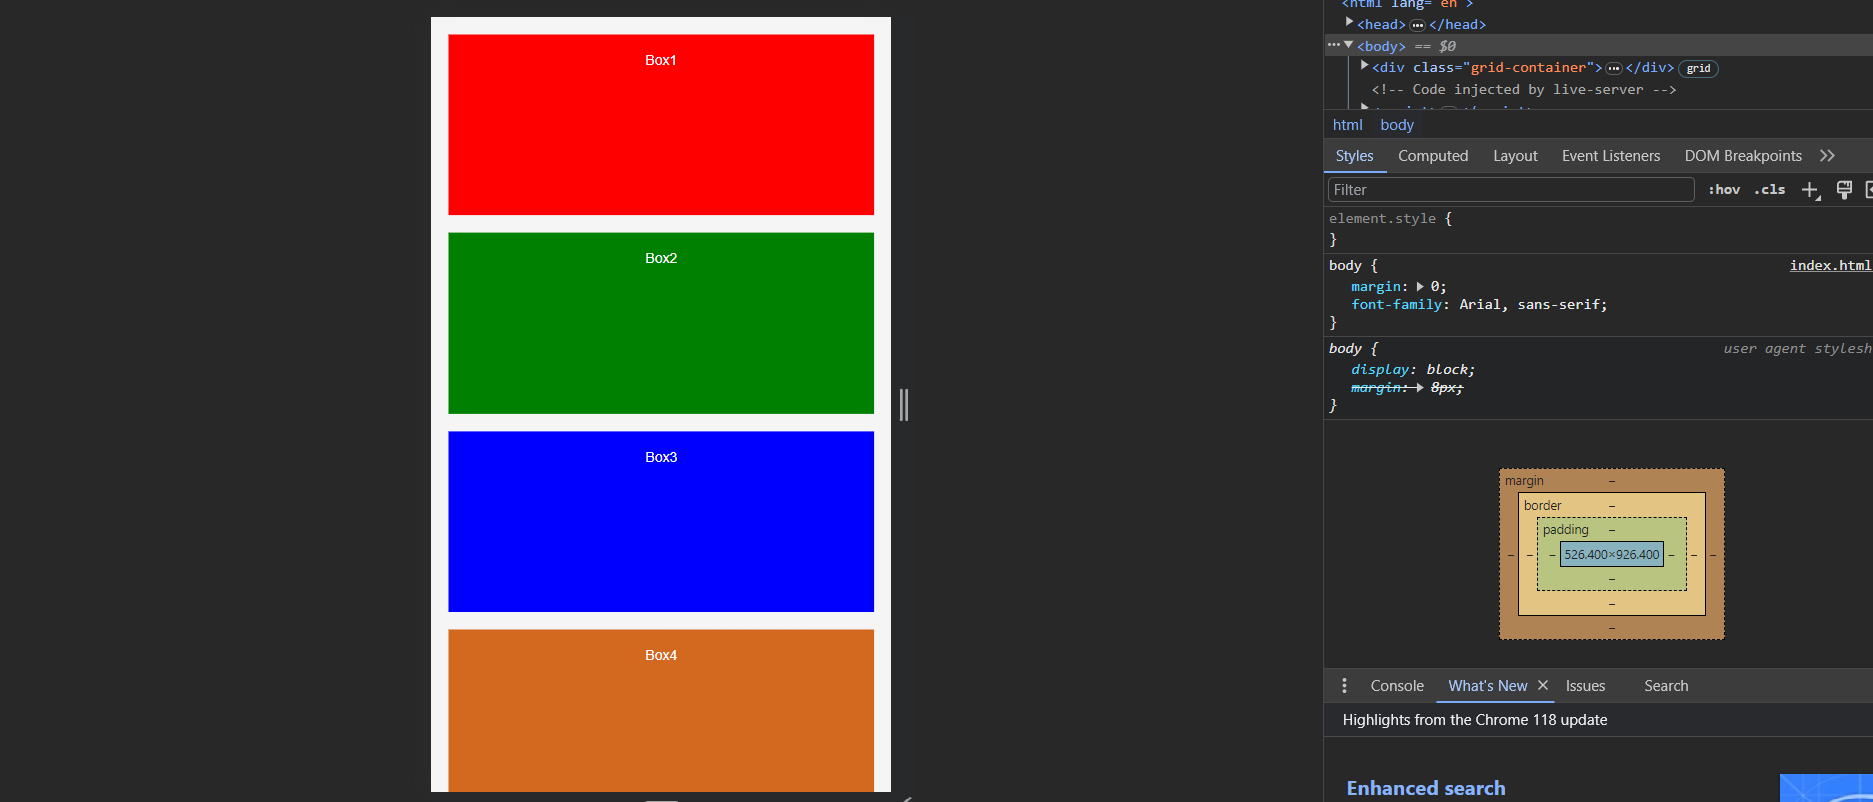 Box1
Box2
Box3
Box4
<html lang="en">
<head> ••• </head>
••• <body> == $0
<div class="grid-container"> ••• </div> grid
<!-- Code injected by live-server -->
html body
Styles Computed Layout Event Listeners DOM Breakpoints
Filter :hov .cls
element.style {
}
body { index.html
margin: 0;
font-family: Arial, sans-serif;
}
body { user agent stylesh
display: block;
margin: 8px;
}
margin –
border –
padding –
– – – 526.400×926.400 – – –
–
–
–
Console What's New Issues Search
Highlights from the Chrome 118 update
Enhanced search